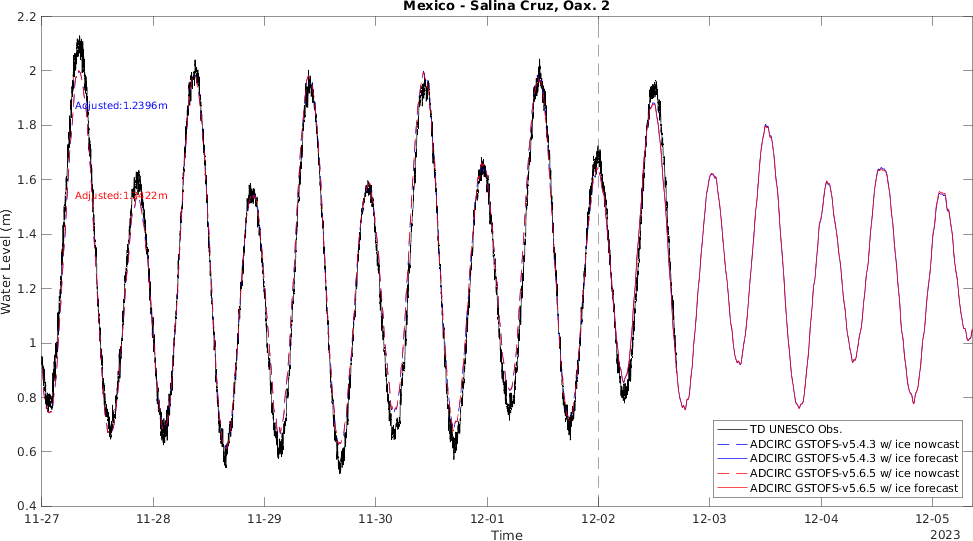 Mexico - Salina Cruz, Oax. 2
2.2
2
1.8
1.6
1.4
1.2
1
0.8
0.6
0.4
Water Level (m)
Adjusted:1.2396m
TD UNESCO Obs.
ADCIRC GSTOFS-v5.4.3 w/ ice nowcast
ADCIRC GSTOFS-v5.4.3 w/ ice forecast
ADCIRC GSTOFS-v5.6.5 w/ ice nowcast
ADCIRC GSTOFS-v5.6.5 w/ ice forecast
11-27 11-28 11-29 11-30 12-01 12-02 12-03 12-04 12-05
Time
2023